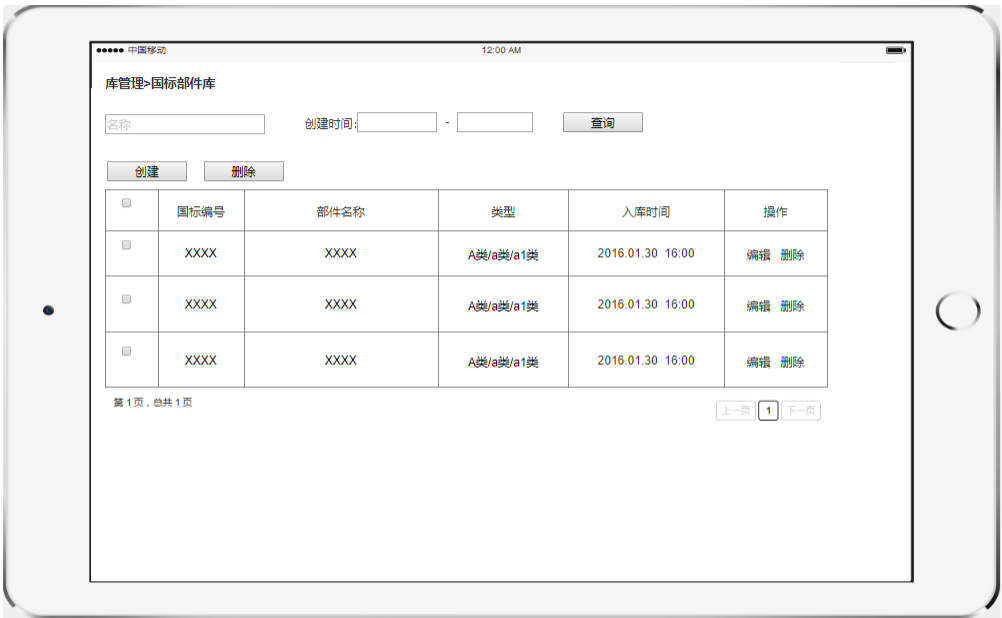 中国移动 12:00 AM
库管理>国标部件库
名称 创建时间: - 查询
创建 删除
国标编号 部件名称 类型 入库时间 操作
XXXX XXXX A类/a类/a1类 2016.01.30 16:00 编辑 删除
XXXX XXXX A类/a类/a1类 2016.01.30 16:00 编辑 删除
XXXX XXXX A类/a类/a1类 2016.01.30 16:00 编辑 删除
第1页，总共1页 上一页 1 下一页